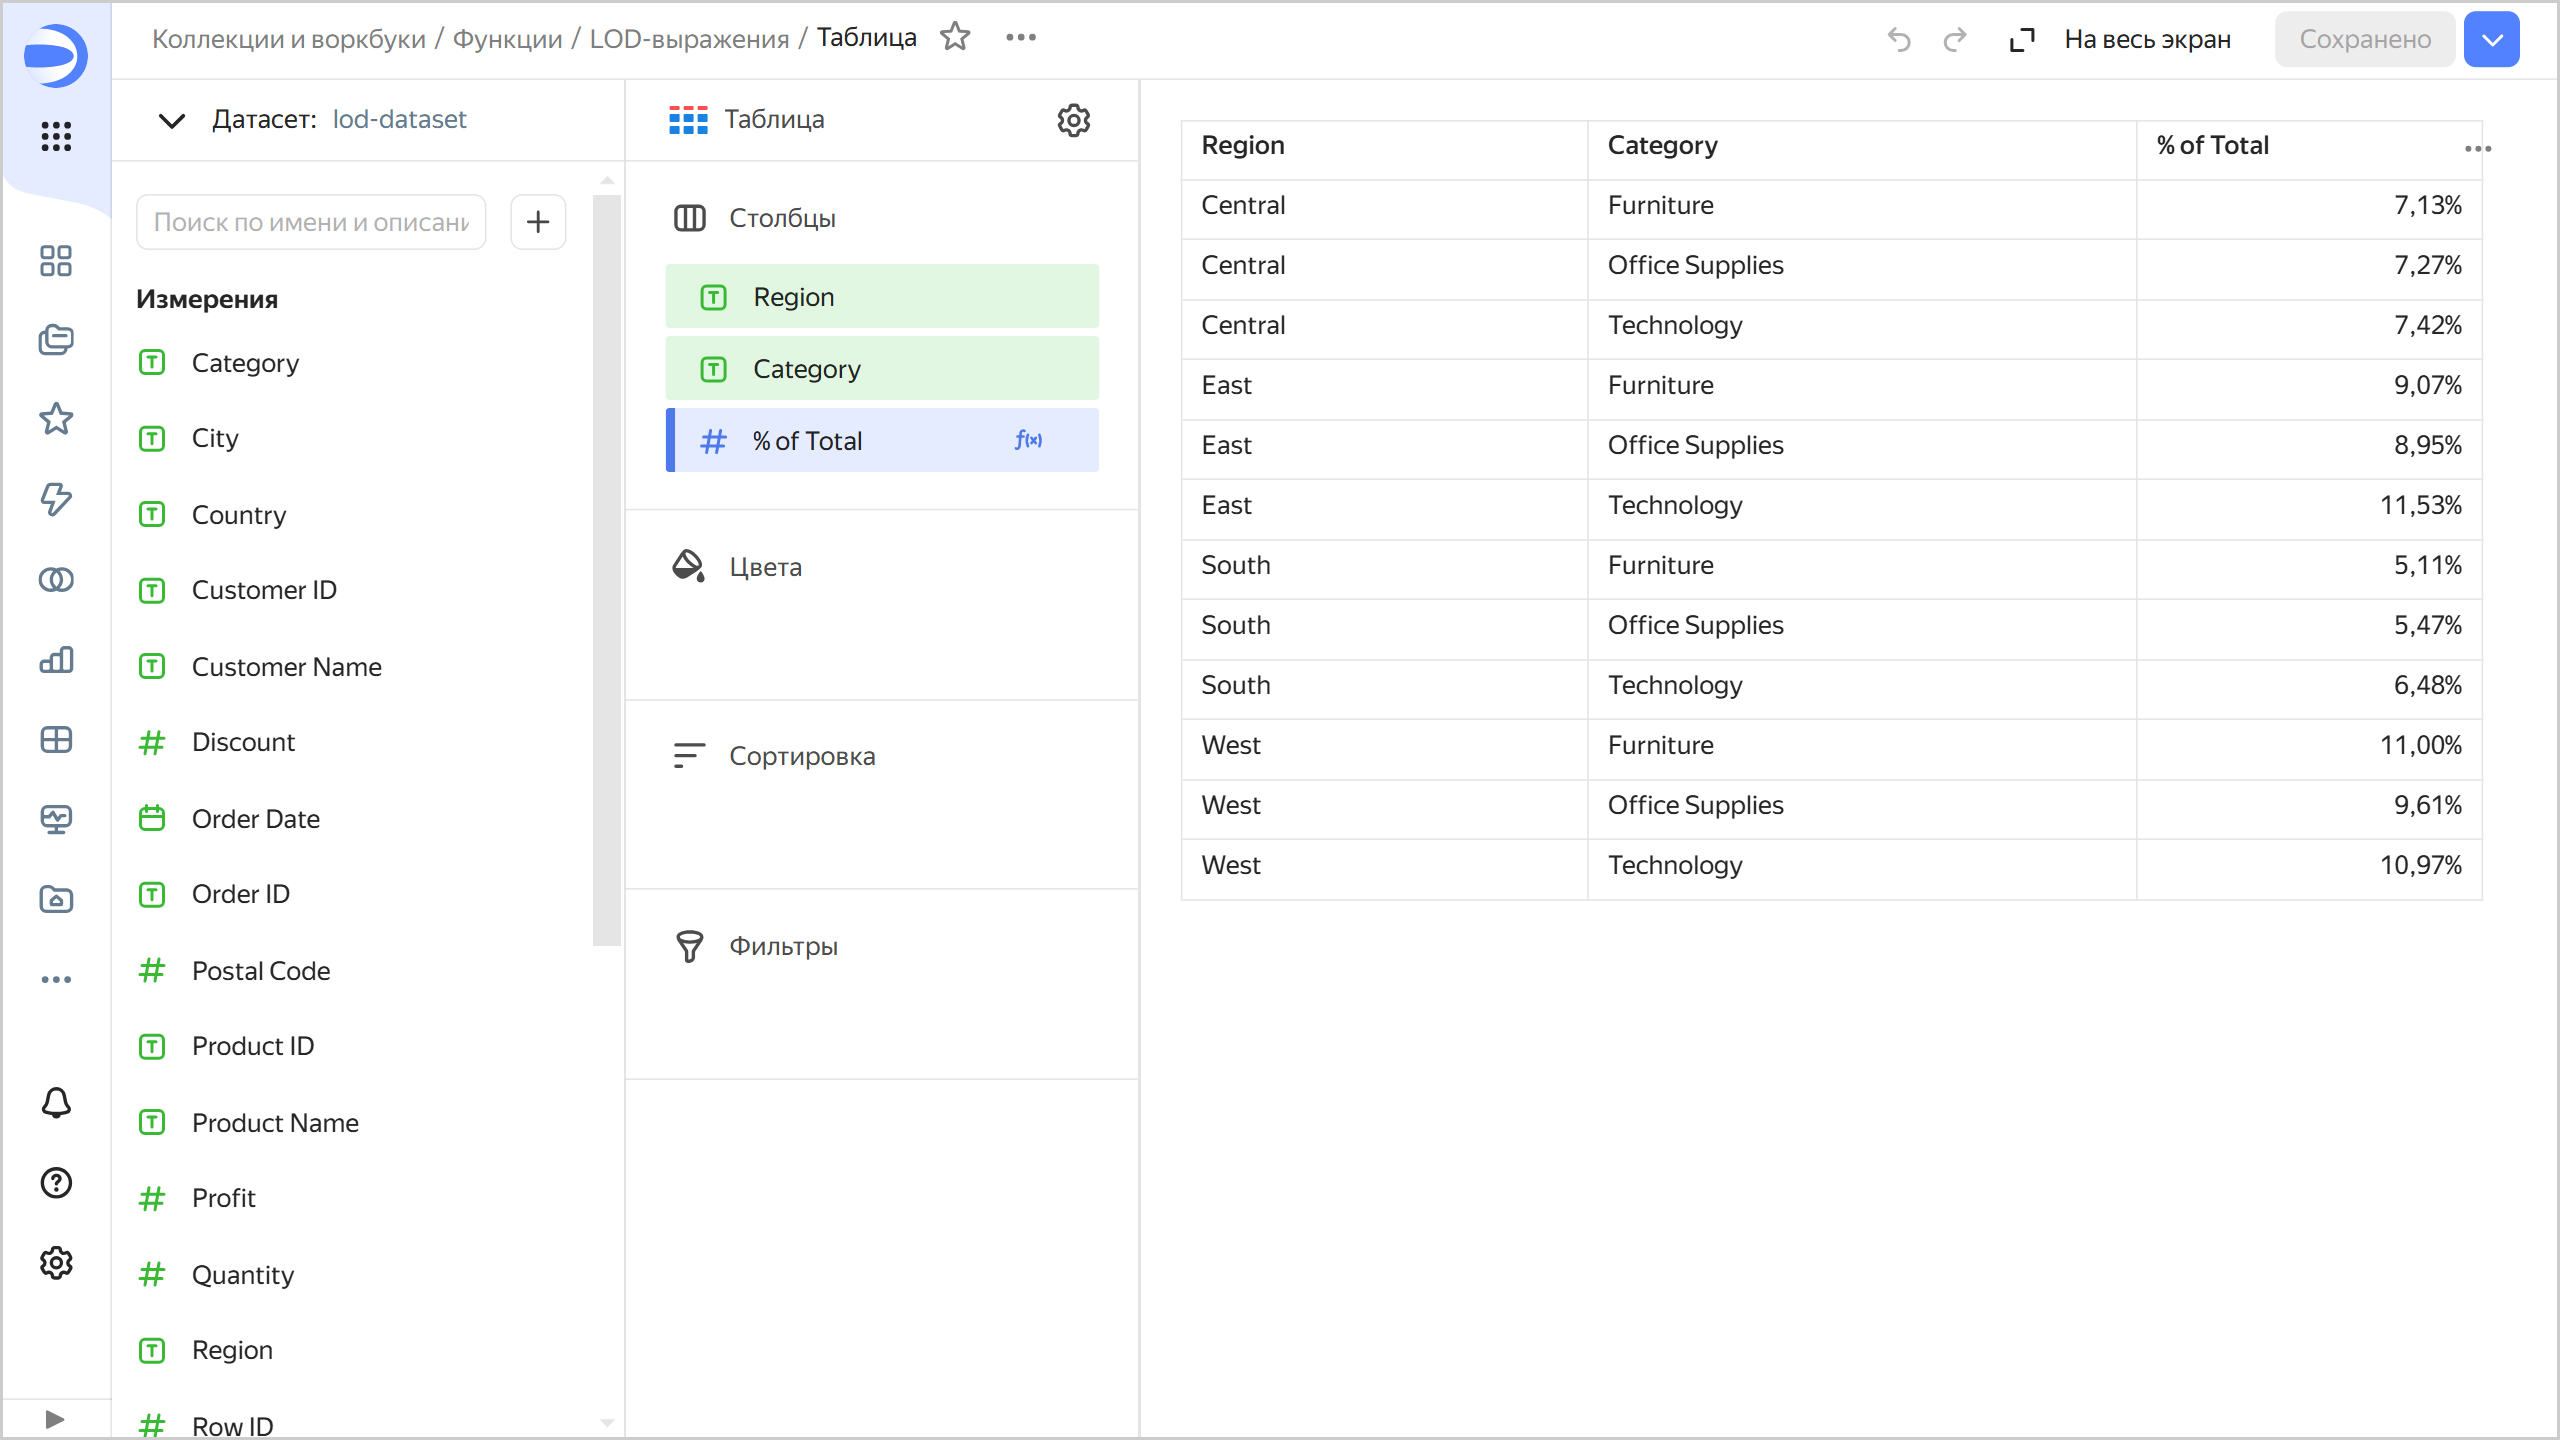 Коллекции и воркбуки / Функции / LOD-выражения / Таблица
На весь экран
Сохранено
Датасет: lod-dataset
Поиск по имени и описани
Измерения
Category
City
Country
Customer ID
Customer Name
Discount
Order Date
Order ID
Postal Code
Product ID
Product Name
Profit
Quantity
Region
Row ID
Таблица
Столбцы
Region
Category
% of Total
f(x)
Цвета
Сортировка
Фильтры
Region Category % of Total
Central Furniture 7,13%
Central Office Supplies 7,27%
Central Technology 7,42%
East Furniture 9,07%
East Office Supplies 8,95%
East Technology 11,53%
South Furniture 5,11%
South Office Supplies 5,47%
South Technology 6,48%
West Furniture 11,00%
West Office Supplies 9,61%
West Technology 10,97%